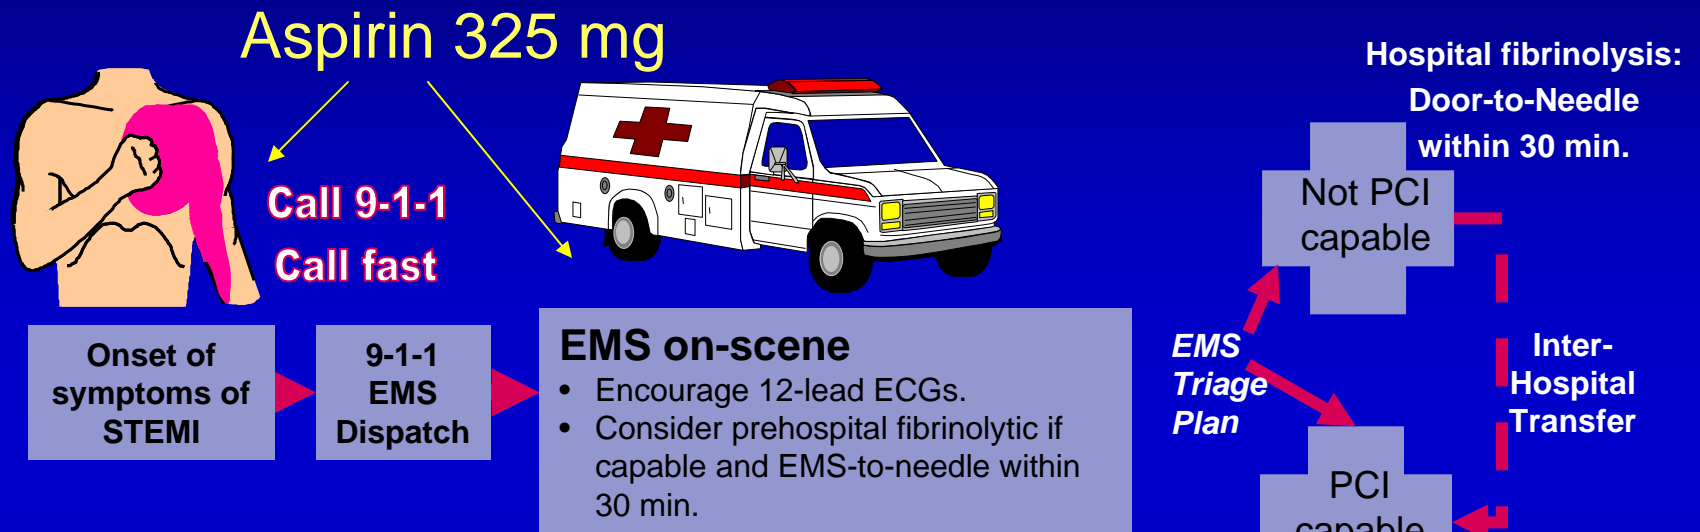 Aspirin 325 mg
Call 9-1-1
Call fast
Onset of
symptoms of
STEMI
9-1-1
EMS
Dispatch
EMS on-scene
• Encourage 12-lead ECGs.
• Consider prehospital fibrinolytic if
capable and EMS-to-needle within
30 min.
EMS
Triage
Plan
Hospital fibrinolysis:
Door-to-Needle
within 30 min.
Not PCI
capable
Inter-
Hospital
Transfer
PCI
capable